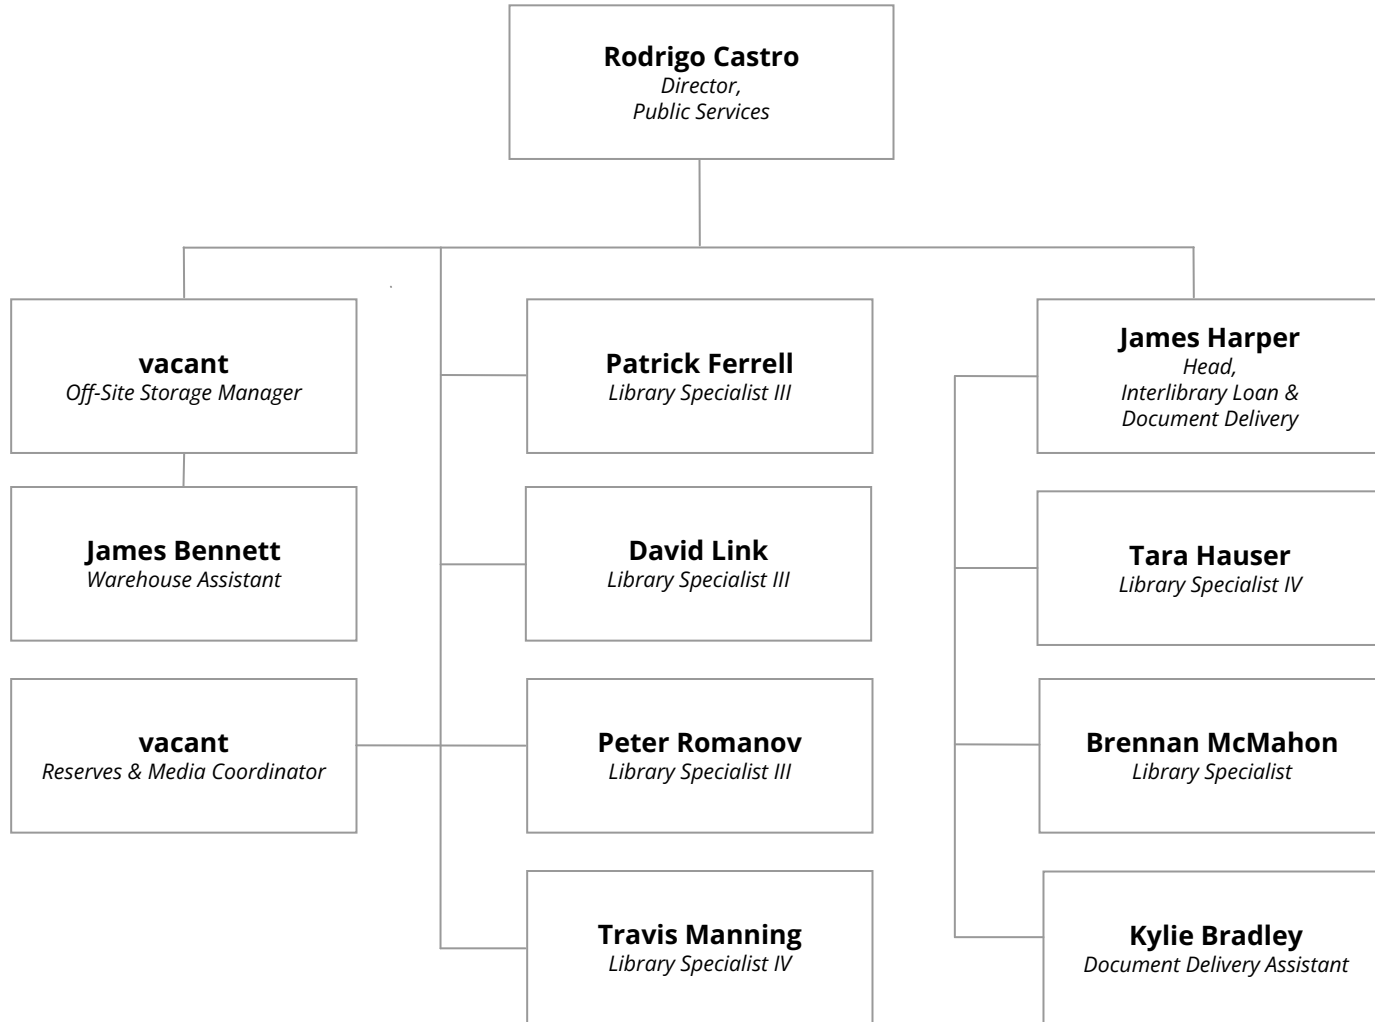 Rodrigo Castro
Director,
Public Services
vacant
Off-Site Storage Manager
Patrick Ferrell
Library Specialist III
James Harper
Head,
Interlibrary Loan &
Document Delivery
James Bennett
Warehouse Assistant
David Link
Library Specialist III
Tara Hauser
Library Specialist IV
vacant
Reserves & Media Coordinator
Peter Romanov
Library Specialist III
Brennan McMahon
Library Specialist
Travis Manning
Library Specialist IV
Kylie Bradley
Document Delivery Assistant